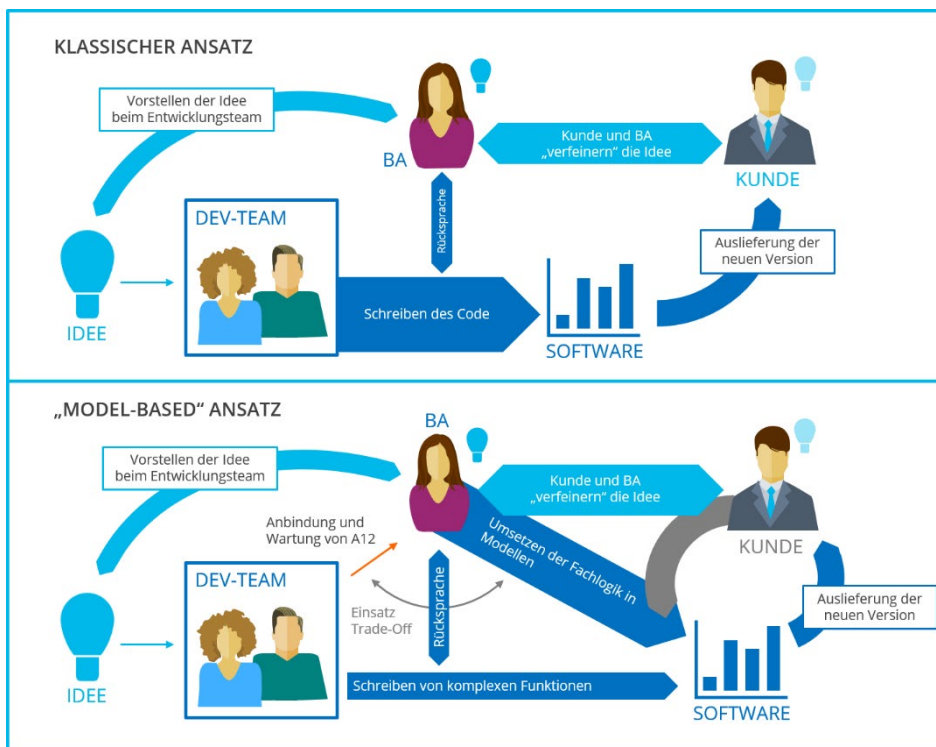 KLASSISCHER ANSATZ
Vorstellen der Idee
beim Entwicklungsteam
BA
Kunde und BA
„verfeinern“ die Idee
KUNDE
DEV-TEAM
Rücksprache
Auslieferung der
neuen Version
Schreiben des Code
IDEE
SOFTWARE
„MODEL-BASED“ ANSATZ
BA
Vorstellen der Idee
beim Entwicklungsteam
Kunde und BA
„verfeinern“ die Idee
Anbindung und
Wartung von A12
Umsetzen der Fachlogik in
Modellen
KUNDE
DEV-TEAM
Einsatz
Trade-Off
Rücksprache
Auslieferung der
neuen Version
Schreiben von komplexen Funktionen
IDEE
SOFTWARE